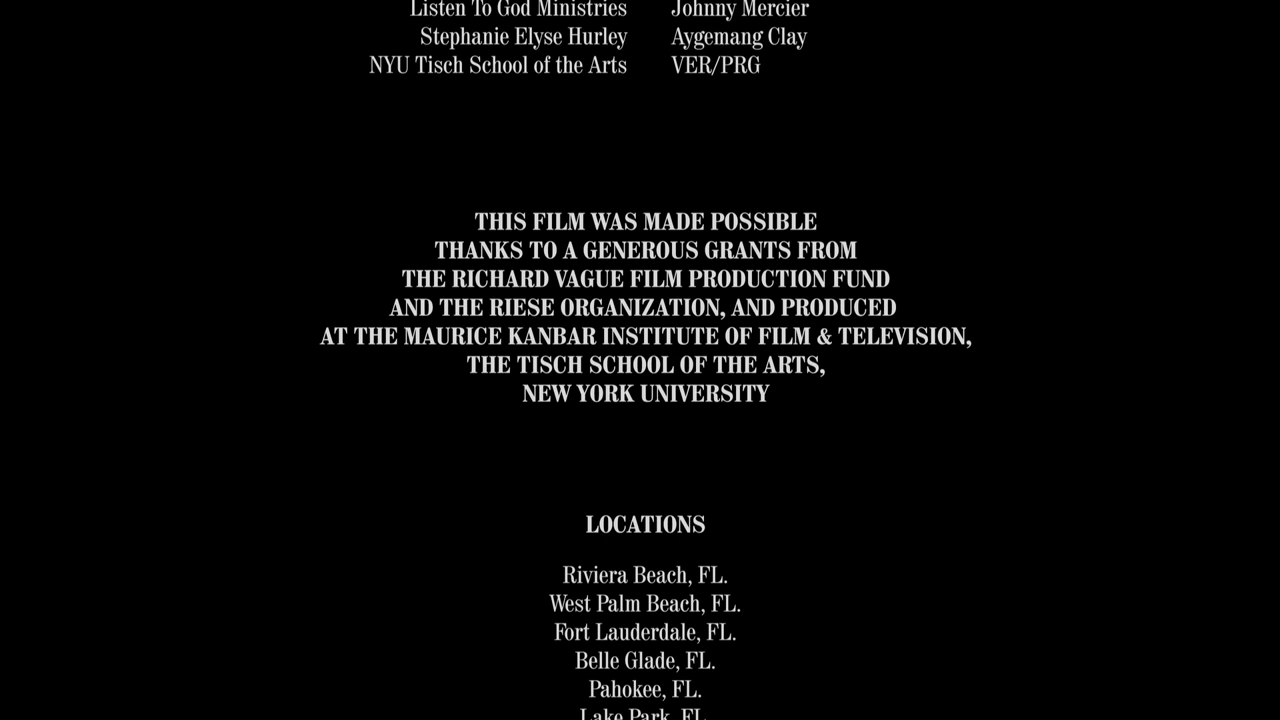 Listen To God Ministries Johnny Mercier
Stephanie Elyse Hurley Aygemang Clay
NYU Tisch School of the Arts VER/PRG
THIS FILM WAS MADE POSSIBLE
THANKS TO A GENEROUS GRANTS FROM
THE RICHARD VAGUE FILM PRODUCTION FUND
AND THE RIESE ORGANIZATION, AND PRODUCED
AT THE MAURICE KANBAR INSTITUTE OF FILM & TELEVISION,
THE TISCH SCHOOL OF THE ARTS,
NEW YORK UNIVERSITY
LOCATIONS
Riviera Beach, FL.
West Palm Beach, FL.
Fort Lauderdale, FL.
Belle Glade, FL.
Pahokee, FL.
Lake Park, FL.